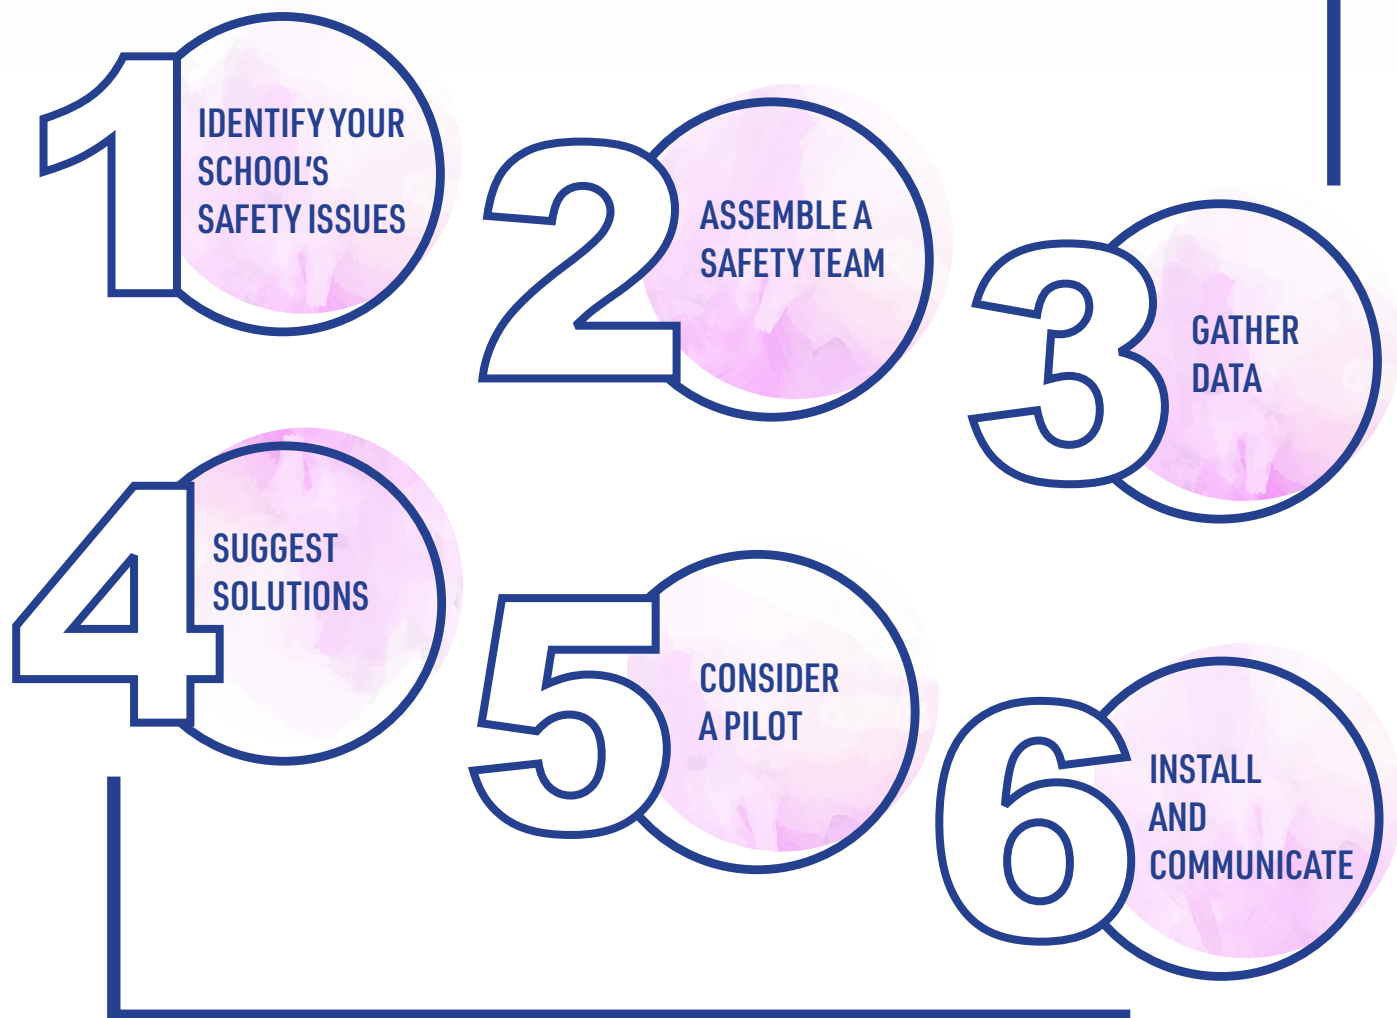 1
IDENTIFY YOUR
SCHOOL'S
SAFETY ISSUES
2
ASSEMBLE A
SAFETY TEAM
3
GATHER
DATA
4
SUGGEST
SOLUTIONS
5
CONSIDER
A PILOT
6
INSTALL
AND
COMMUNICATE